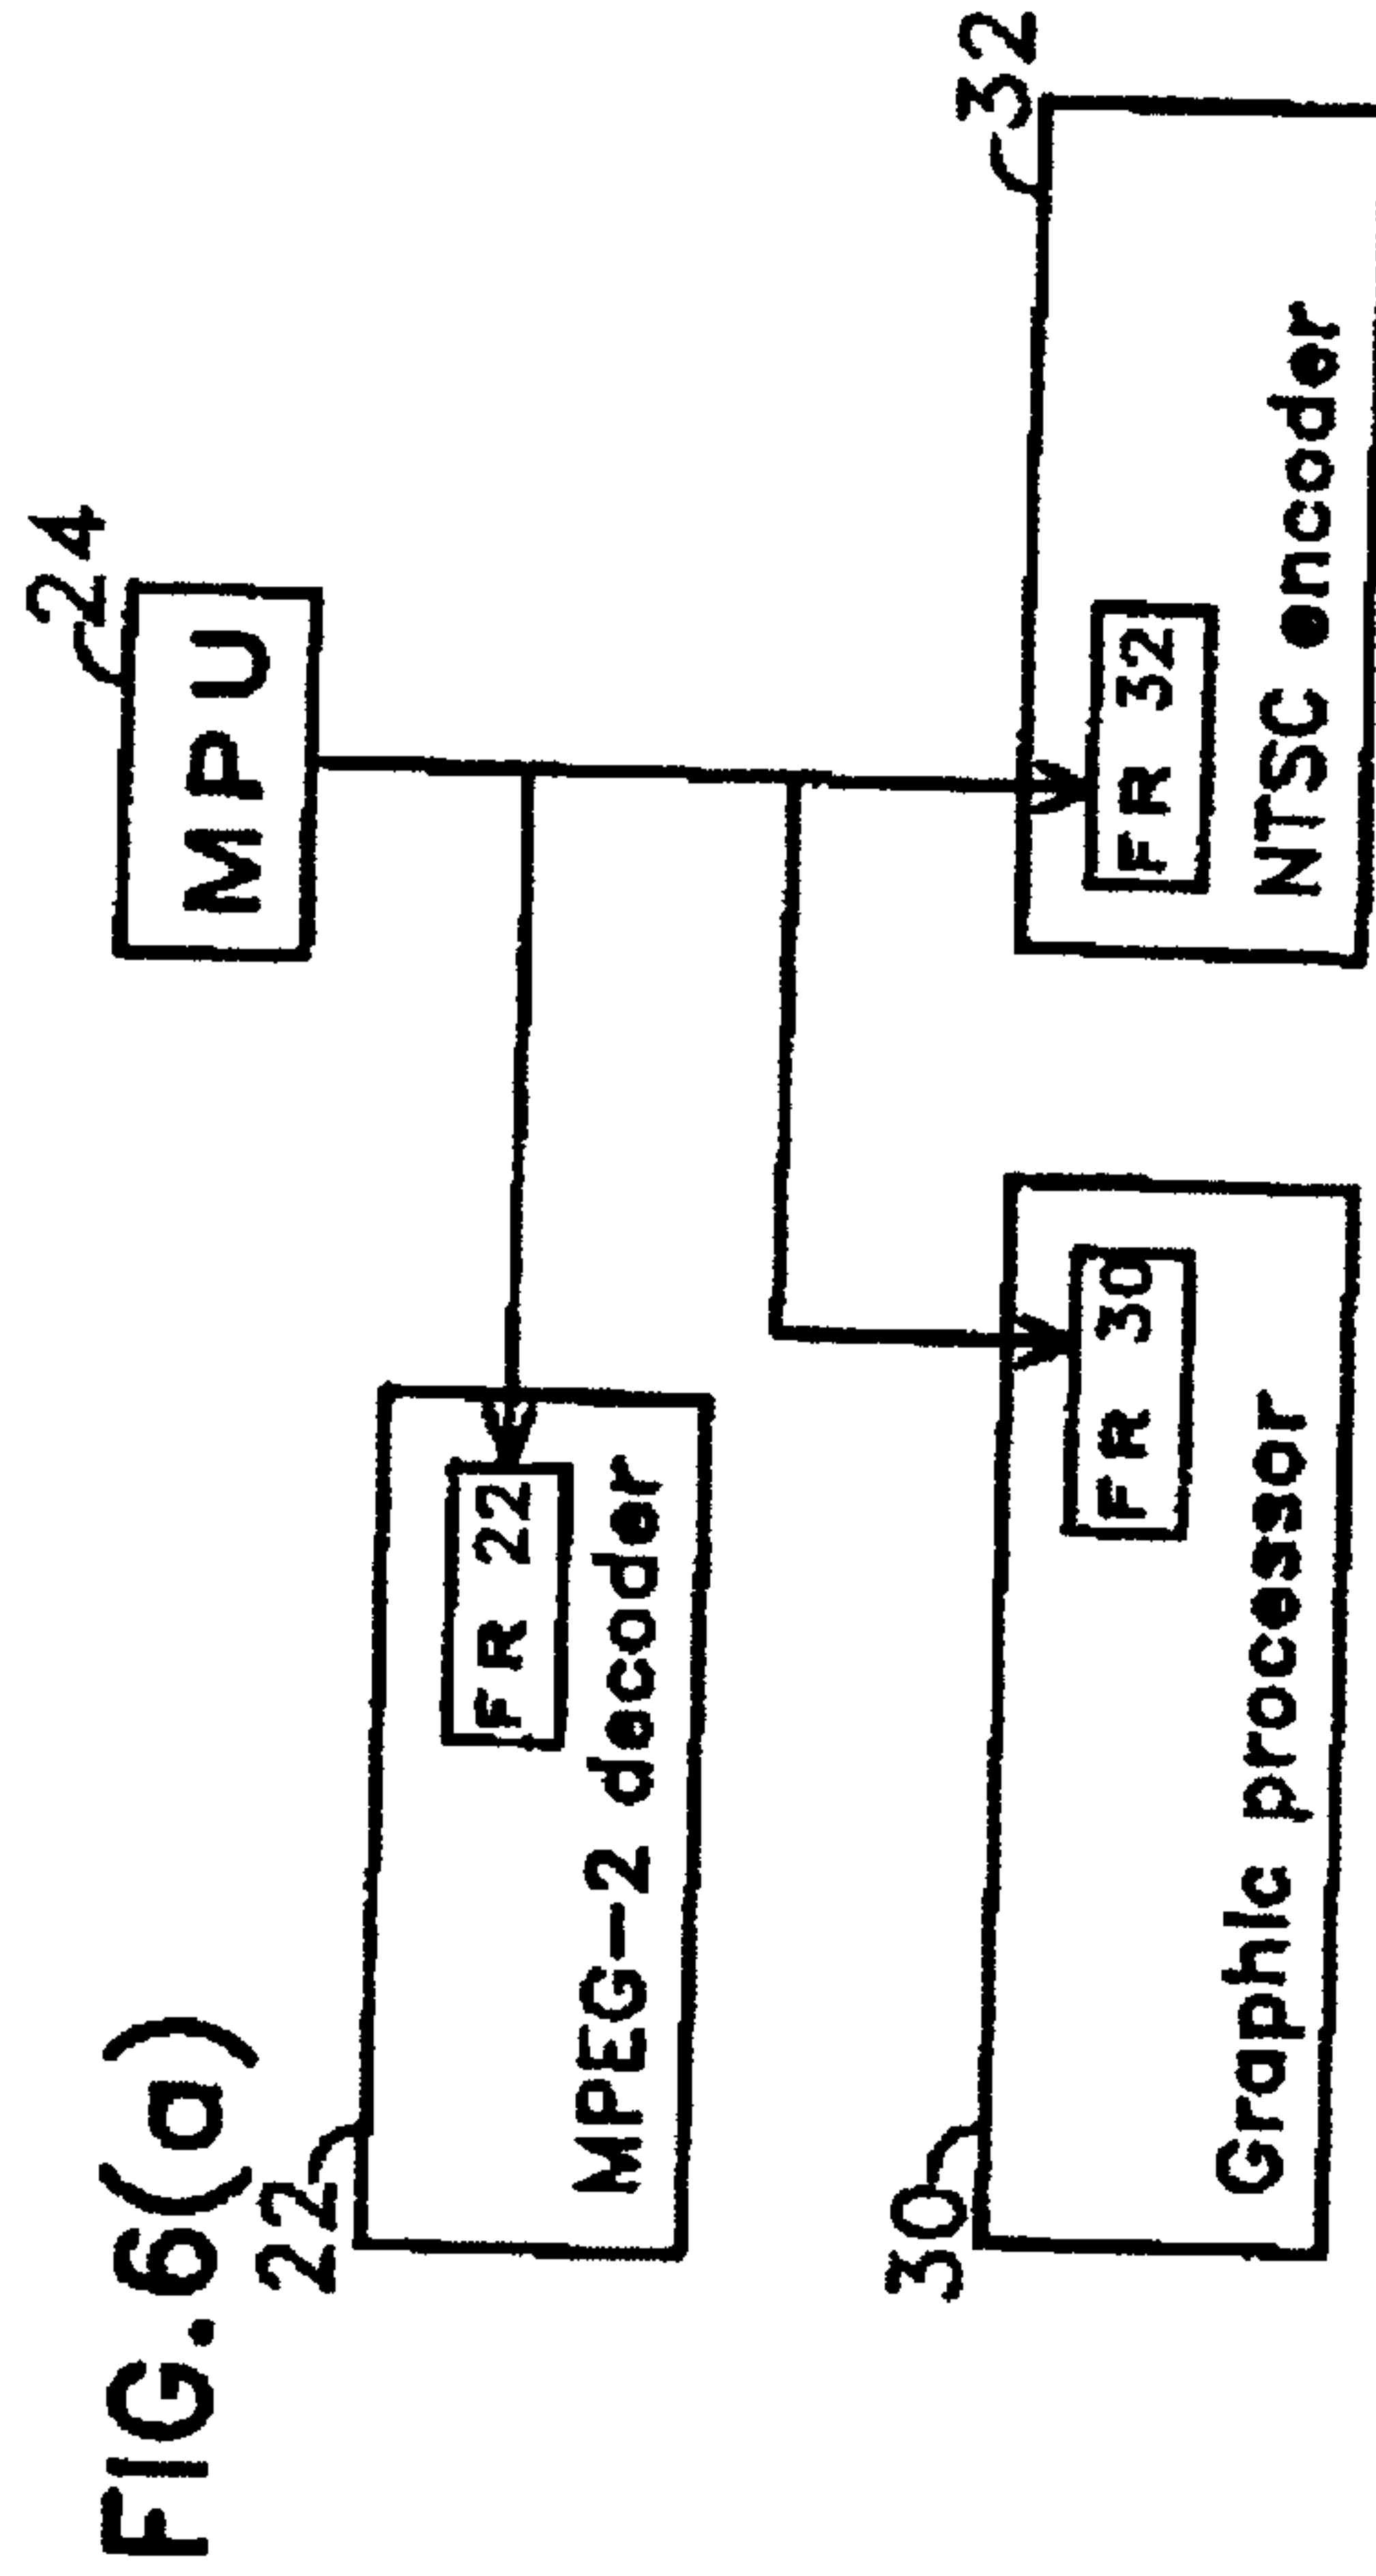 FIG.6(a)
24
MPU
22
FR 22
MPEG-2 decoder
30
FR 30
Graphic processor
32
FR 32
NTSC encoder